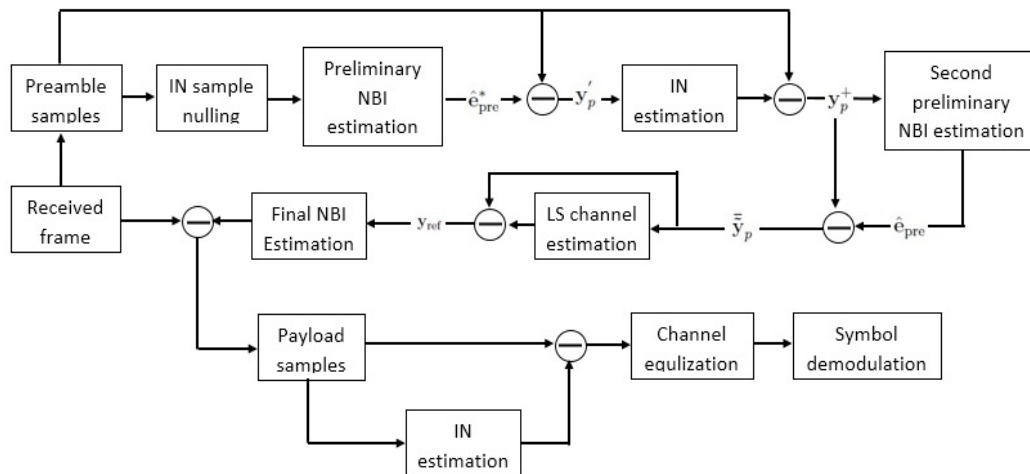 Preamble
samples
IN sample
nulling
Preliminary
NBI
estimation
ê*pre
y′p
IN
estimation
y+p
Second
preliminary
NBI estimation
Received
frame
Final NBI
Estimation
yref
LS channel
estimation
ȳ̄p
êpre
Payload
samples
Channel
equlization
Symbol
demodulation
IN
estimation